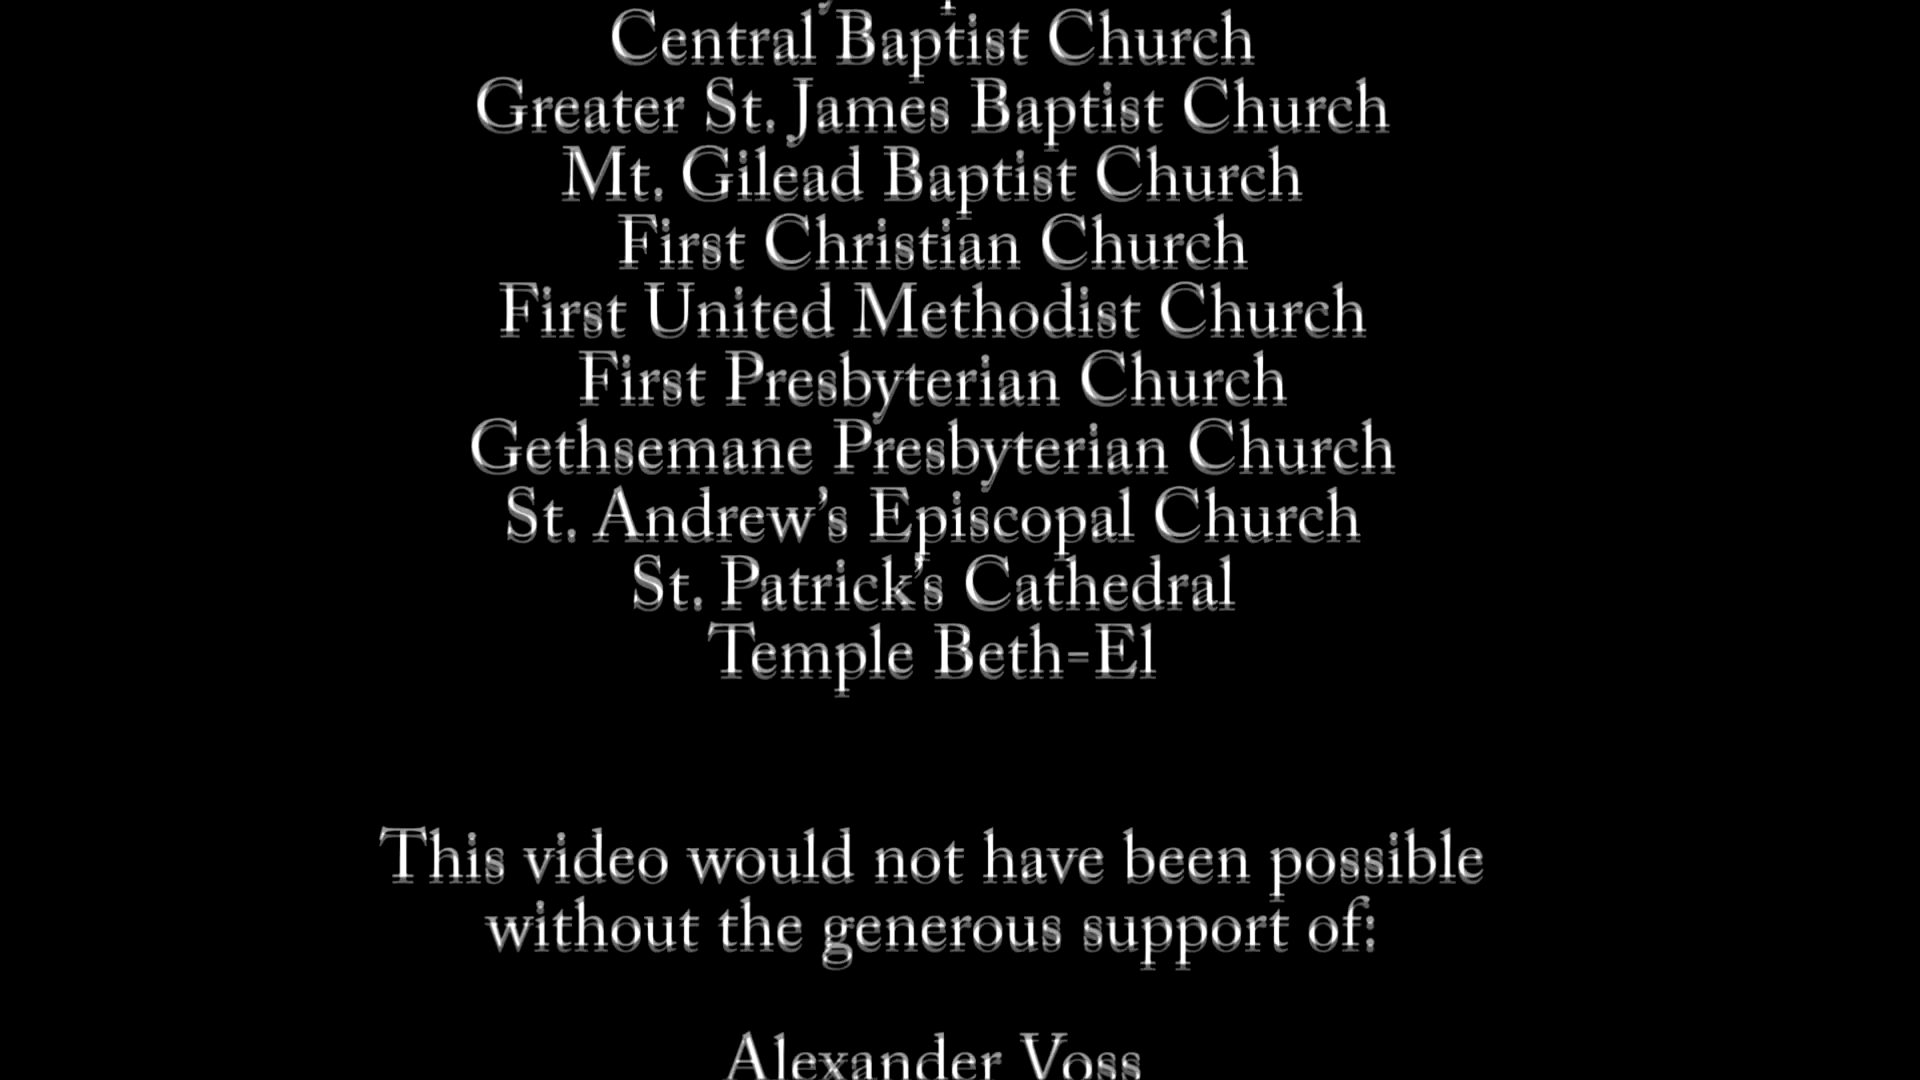 Central Baptist Church
Greater St. James Baptist Church
Mt. Gilead Baptist Church
First Christian Church
First United Methodist Church
First Presbyterian Church
Gethsemane Presbyterian Church
St. Andrew’s Episcopal Church
St. Patrick’s Cathedral
Temple Beth-El
This video would not have been possible
without the generous support of:
Alexander Voss